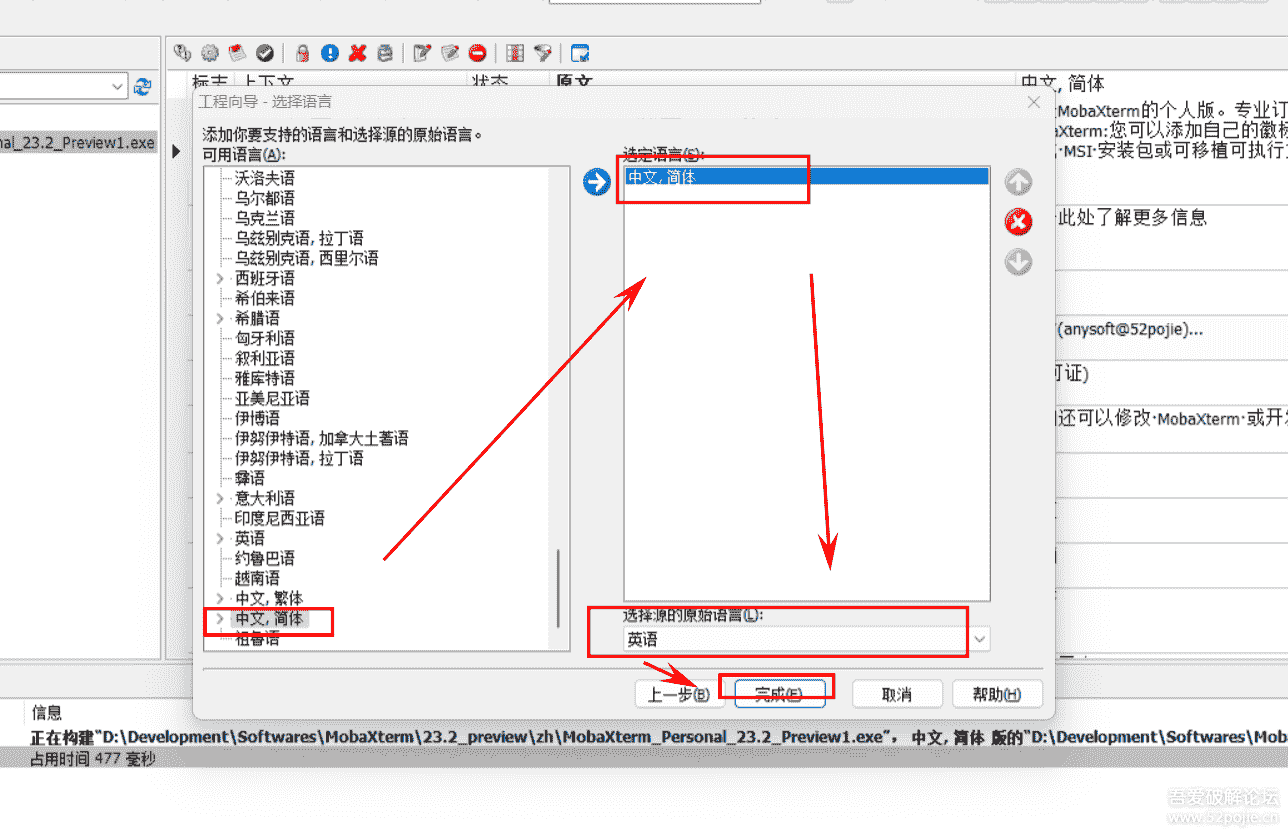 标志 上下文 状态 原文 中文, 简体
工程向导 - 选择语言
MobaXterm的个人版。专业订
Xterm:您可以添加自己的徽标
·MSI·安装包或可移植可执行
nal_23.2_Preview1.exe
添加你要支持的语言和选择源的原始语言。
可用语言(A):
选定语言(S):
沃洛夫语
乌尔都语
乌克兰语
乌兹别克语, 拉丁语
乌兹别克语, 西里尔语
西班牙语
希伯来语
希腊语
匈牙利语
叙利亚语
雅库特语
亚美尼亚语
伊博语
伊努伊特语, 加拿大土著语
伊努伊特语, 拉丁语
彝语
意大利语
印度尼西亚语
英语
约鲁巴语
越南语
中文, 繁体
中文, 简体
祖鲁语
中文, 简体
此处了解更多信息
(anysoft@52pojie)...
可证)
还可以修改·MobaXterm·或开发
选择源的原始语言(L):
英语
上一步(B) 完成(F) 取消 帮助(H)
信息
正在构建"D:\Development\Softwares\MobaXterm\23.2_preview\zh\MobaXterm_Personal_23.2_Preview1.exe", 中文, 简体 版的"D:\Development\Softwares\Moba
占用时间 477 毫秒
吾爱破解论坛
www.52pojie.cn